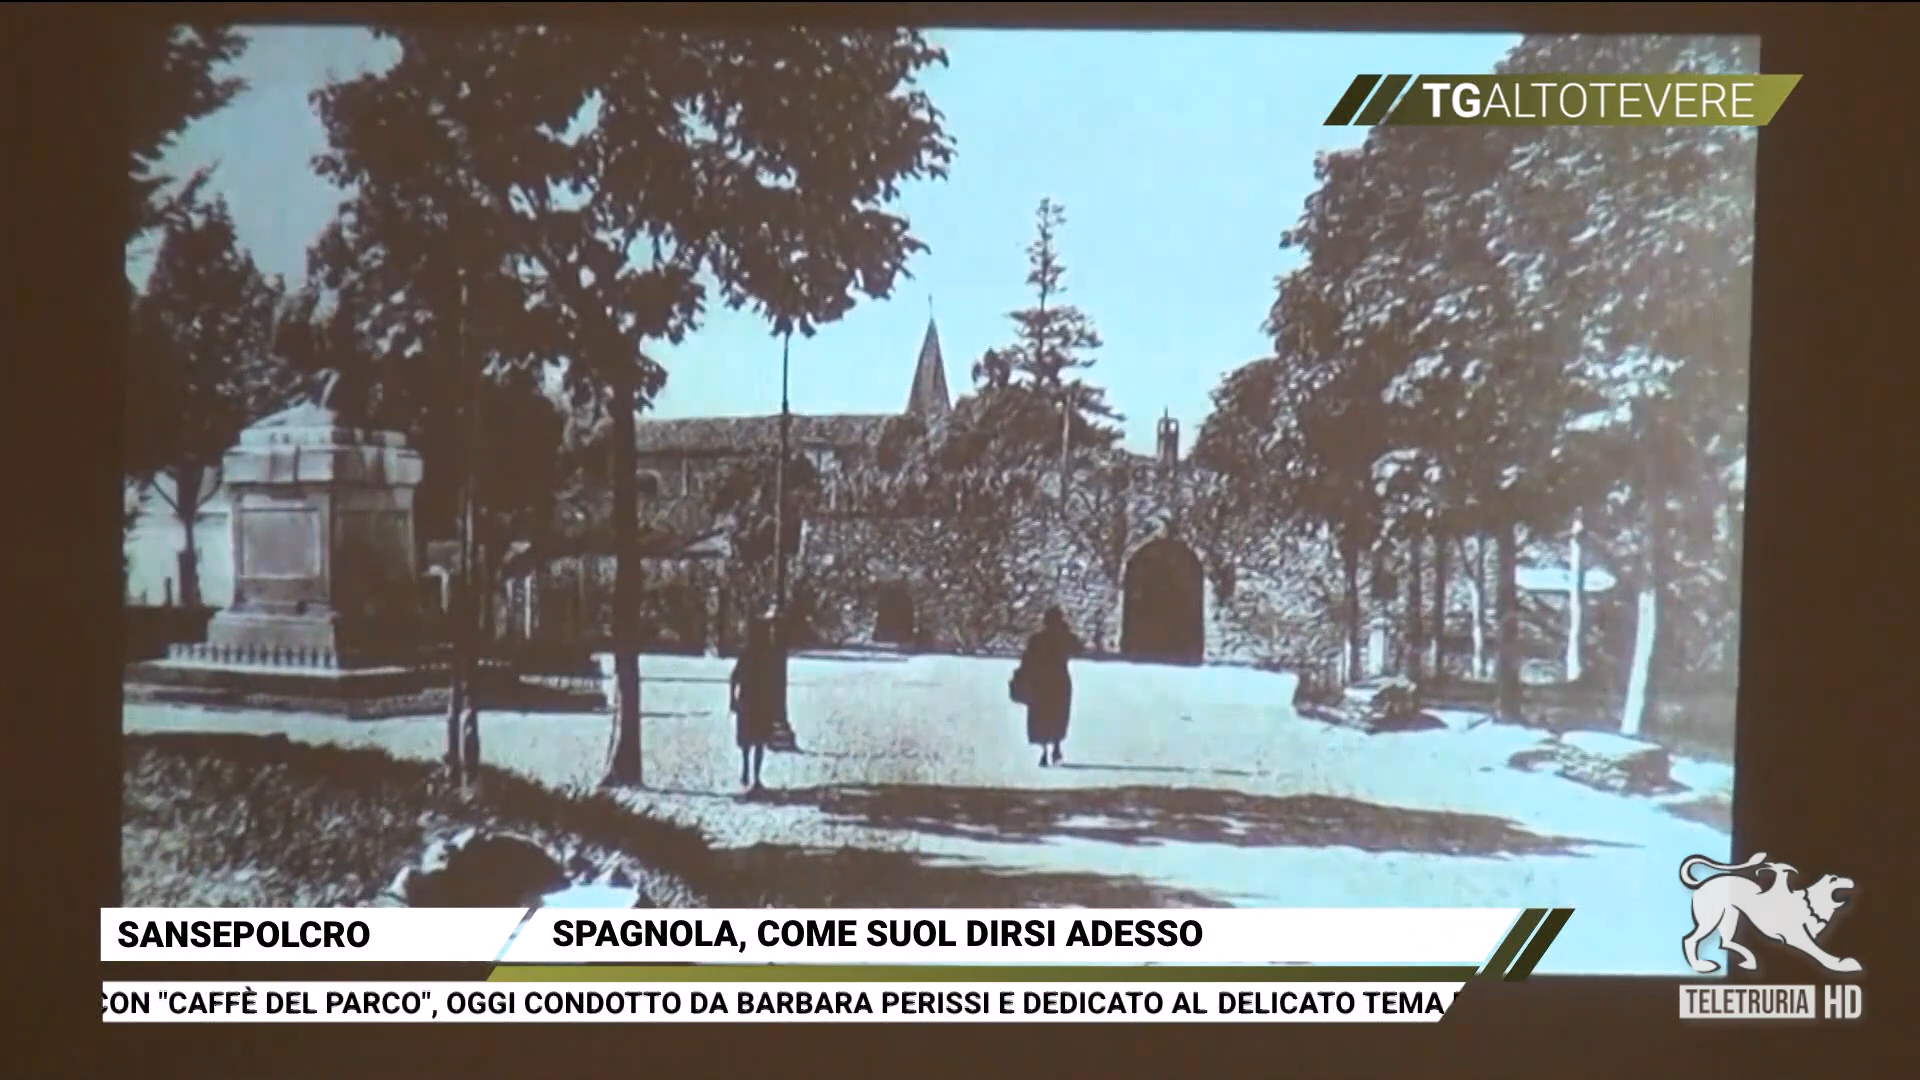 TGALTOTEVERE
SANSEPOLCRO
SPAGNOLA, COME SUOL DIRSI ADESSO
CON "CAFFÈ DEL PARCO", OGGI CONDOTTO DA BARBARA PERISSI E DEDICATO AL DELICATO TEMA
TELETRURIA HD